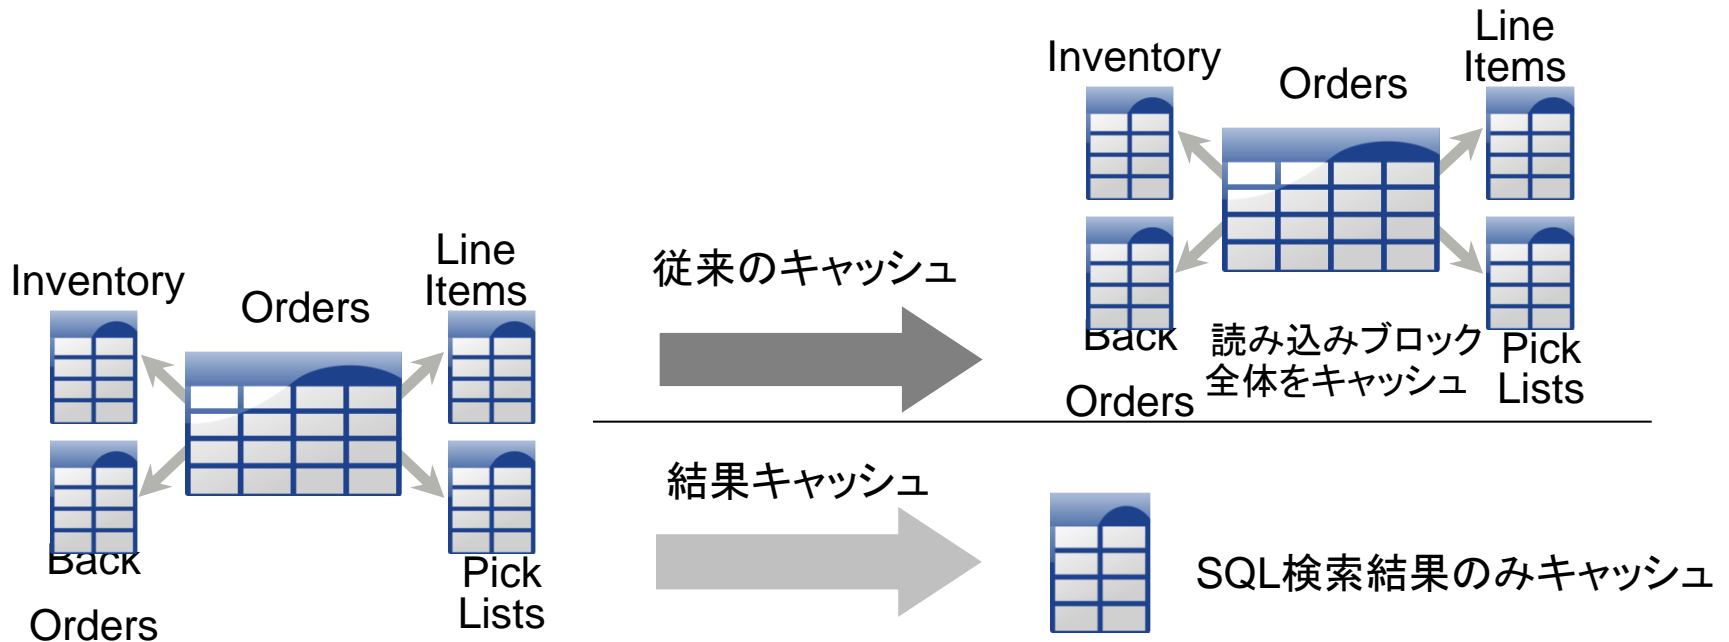 Inventory
Orders
Line
Items
Back
Orders
Pick
Lists
従来のキャッシュ
Inventory
Orders
Line
Items
Back
Orders
読み込みブロック
全体をキャッシュ
Pick
Lists
結果キャッシュ
SQL検索結果のみキャッシュ